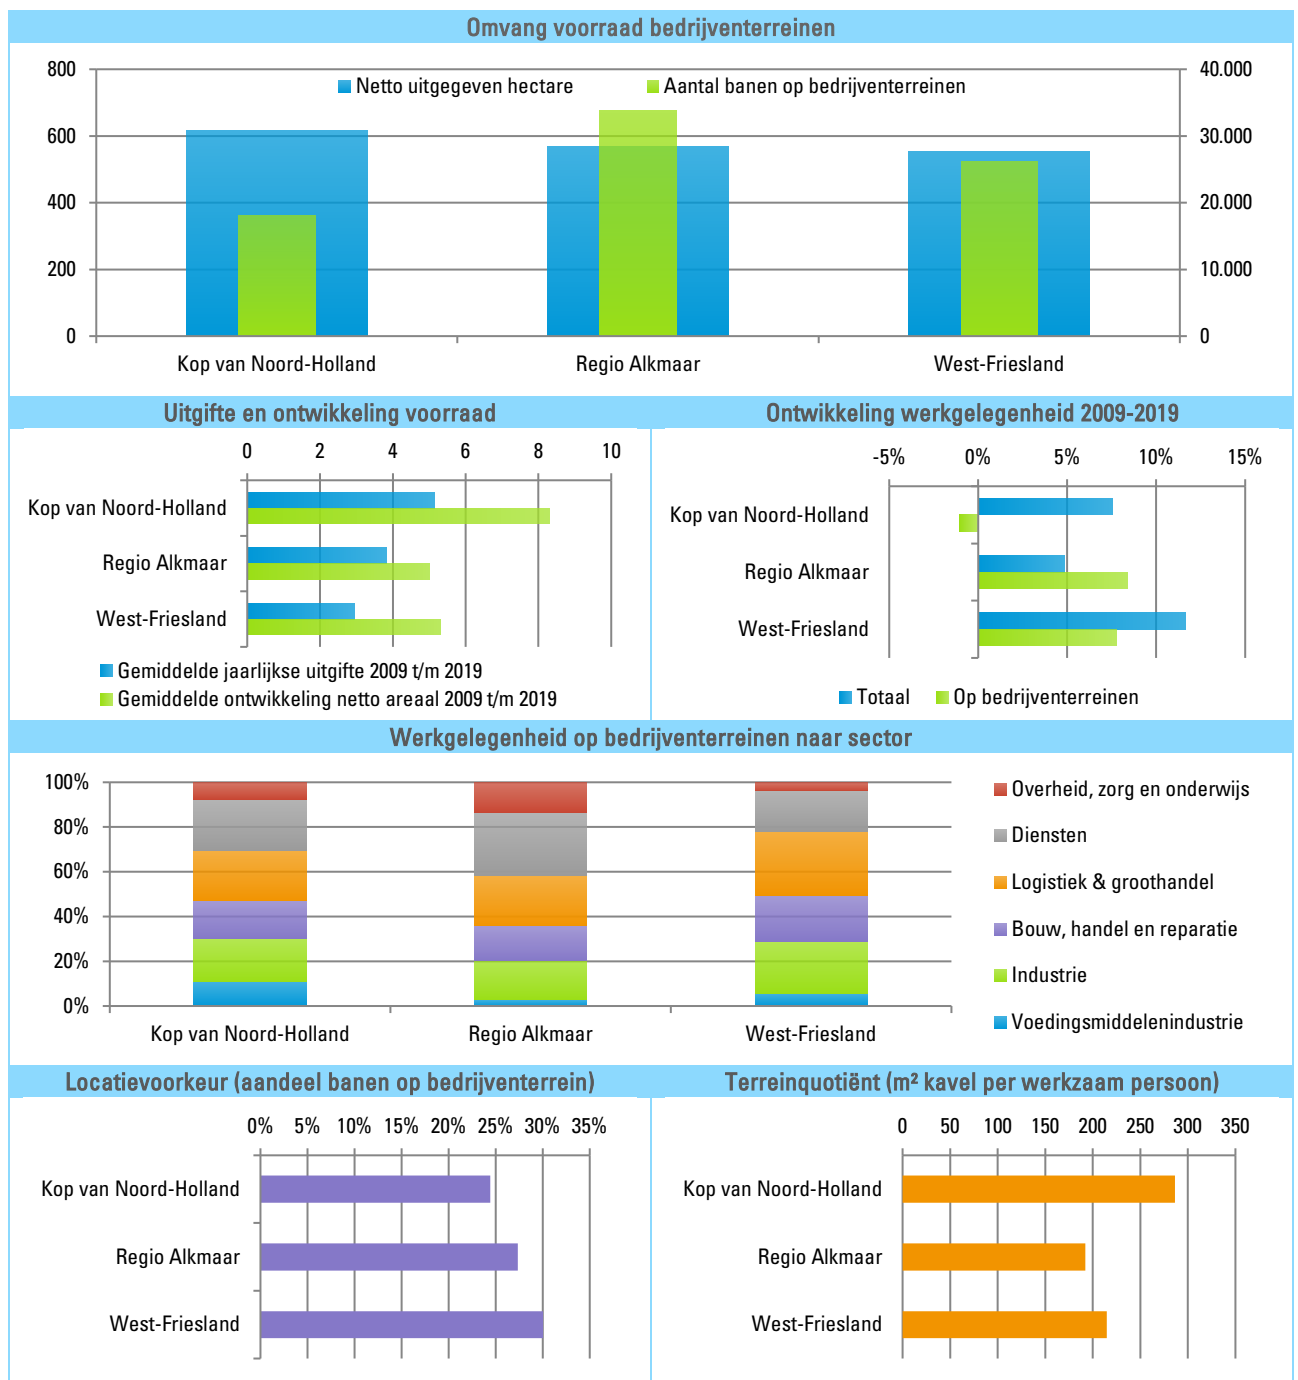 Omvang voorraad bedrijventerreinen
800 40.000
Netto uitgegeven hectare Aantal banen op bedrijventerreinen
600 30.000
400 20.000
200 10.000
0 0
Kop van Noord-Holland Regio Alkmaar West-Friesland
Uitgifte en ontwikkeling voorraad
0 2 4 6 8 10
Kop van Noord-Holland
Regio Alkmaar
West-Friesland
Gemiddelde jaarlijkse uitgifte 2009 t/m 2019
Gemiddelde ontwikkeling netto areaal 2009 t/m 2019
Ontwikkeling werkgelegenheid 2009-2019
-5% 0% 5% 10% 15%
Kop van Noord-Holland
Regio Alkmaar
West-Friesland
Totaal Op bedrijventerreinen
Werkgelegenheid op bedrijventerreinen naar sector
100%
80%
60%
40%
20%
0%
Kop van Noord-Holland Regio Alkmaar West-Friesland
Overheid, zorg en onderwijs
Diensten
Logistiek & groothandel
Bouw, handel en reparatie
Industrie
Voedingsmiddelenindustrie
Locatievoorkeur (aandeel banen op bedrijventerrein)
0% 5% 10% 15% 20% 25% 30% 35%
Kop van Noord-Holland
Regio Alkmaar
West-Friesland
Terreinquotiënt (m² kavel per werkzaam persoon)
0 50 100 150 200 250 300 350
Kop van Noord-Holland
Regio Alkmaar
West-Friesland